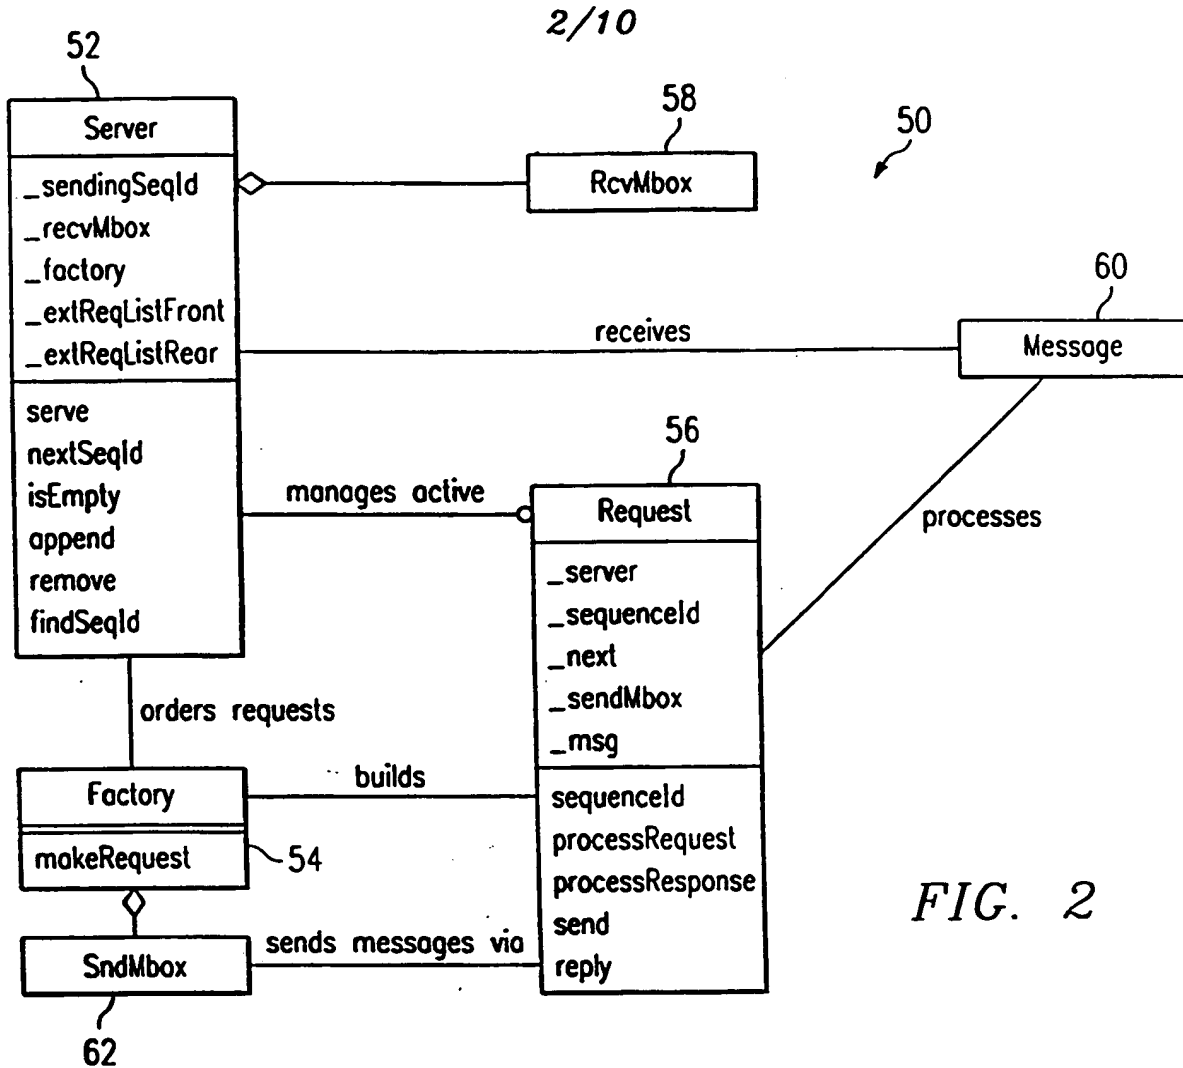 2/10
52
Server
_sendingSeqId
_recvMbox
_factory
_extReqListFront
_extReqListRear
serve
nextSeqId
isEmpty
append
remove
findSeqId
58
RcvMbox
50
60
Message
receives
56
manages active
Request
_server
_sequenceId
_next
_sendMbox
_msg
sequenceId
processRequest
processResponse
send
reply
processes
orders requests
builds
Factory
makeRequest
54
sends messages via
SndMbox
62
FIG. 2